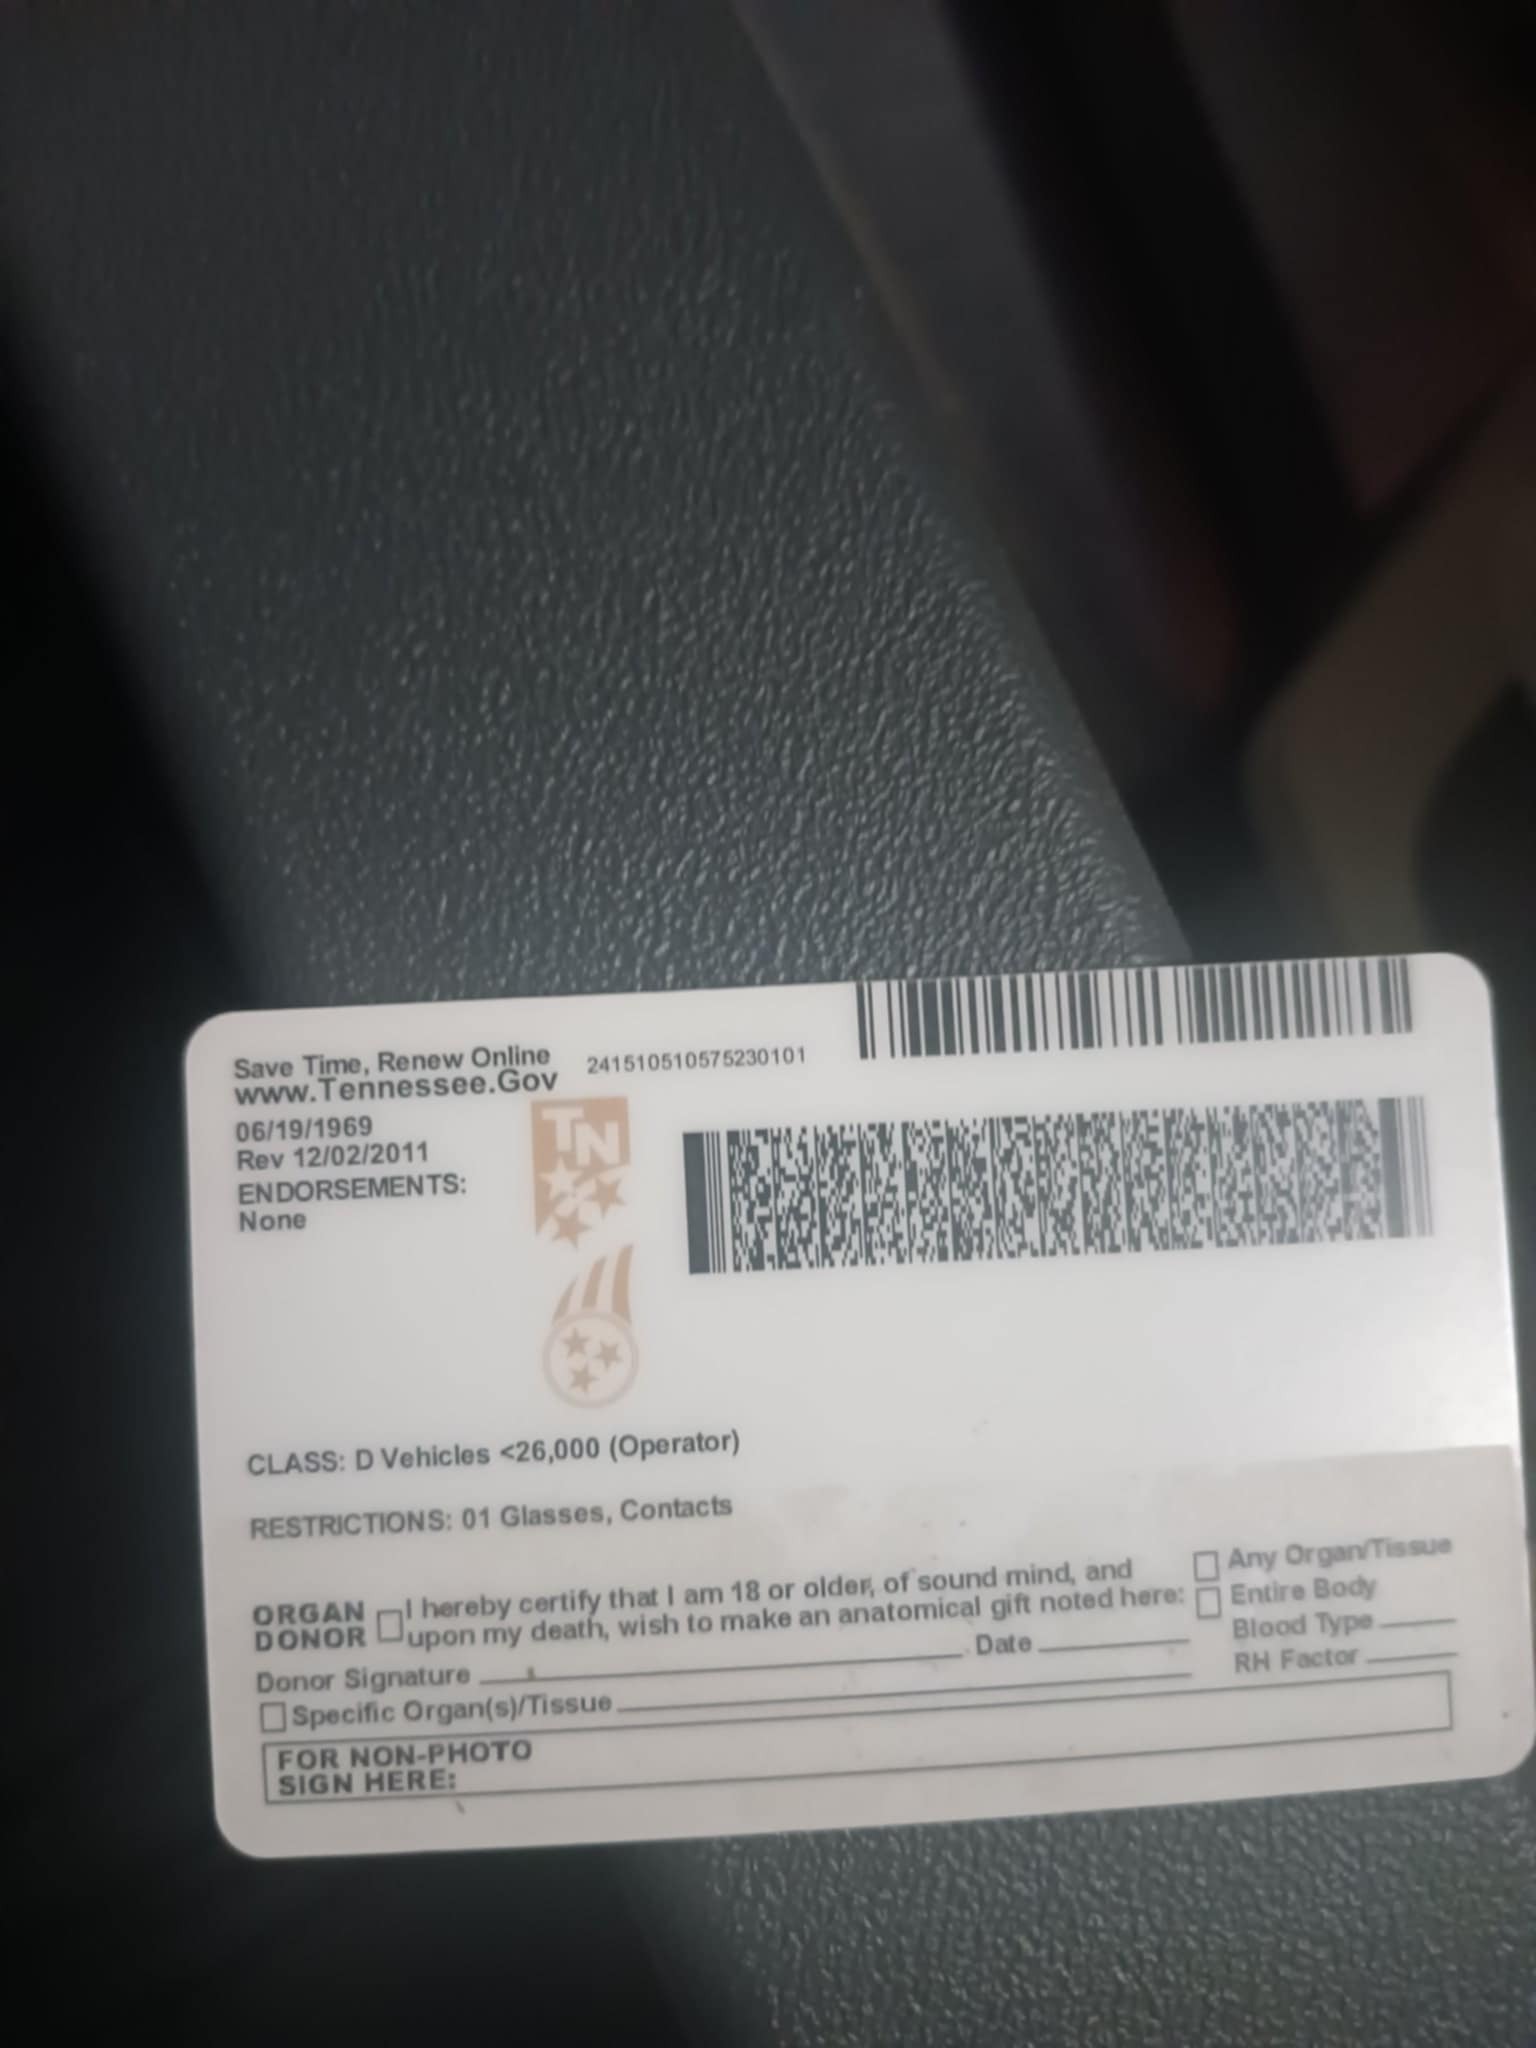 Save Time, Renew Online
www.Tennessee.Gov
241510510575230101
06/19/1969
Rev 12/02/2011
ENDORSEMENTS:
None
TN
CLASS: D Vehicles <26,000 (Operator)
RESTRICTIONS: 01 Glasses, Contacts
ORGAN DONOR
I hereby certify that I am 18 or older, of sound mind, and
upon my death, wish to make an anatomical gift noted here:
Any Organ/Tissue
Entire Body
Donor Signature
Date
Blood Type
RH Factor
Specific Organ(s)/Tissue
FOR NON-PHOTO
SIGN HERE: